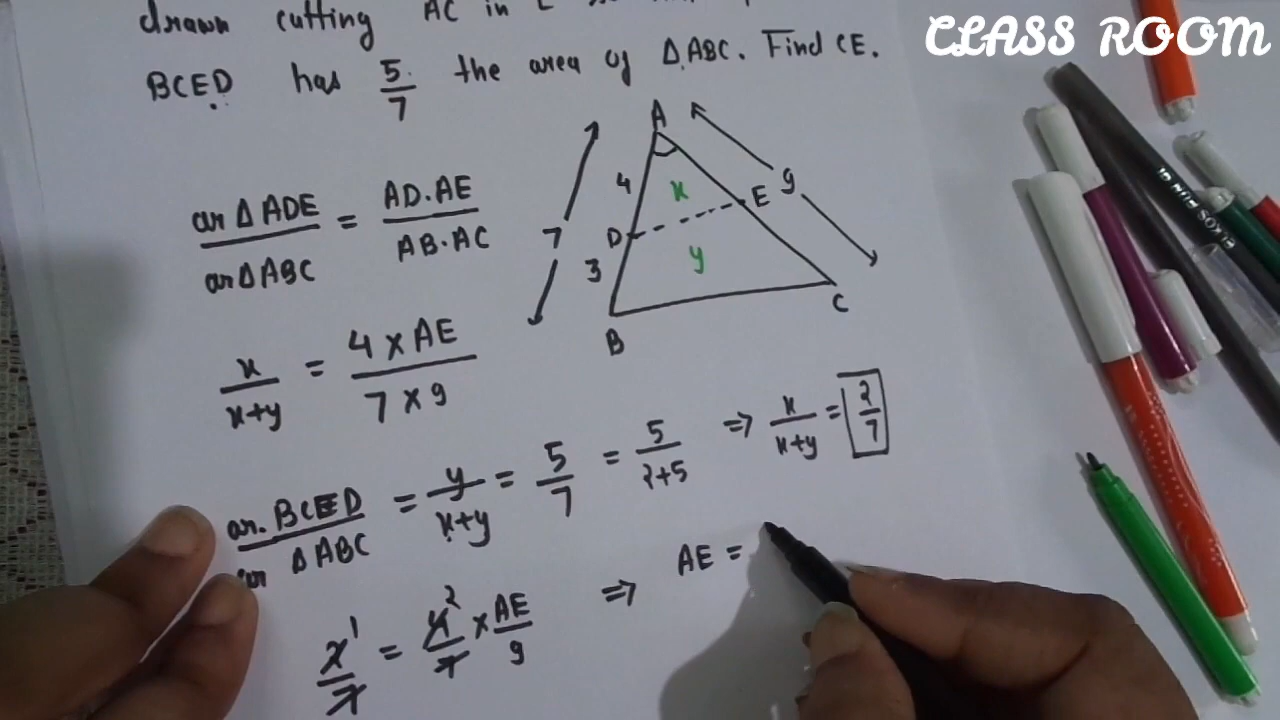 CLASS ROOM
drawn cutting AC in E
BCED has 5/7 the area of ΔABC. Find CE.
ar ΔADE / ar ΔABC = AD.AE / AB.AC
x / x+y = 4 × AE / 7 × 9
ar. BCED / ar ΔABC = y / x+y = 5/7 = 5 / 2+5 ⇒ x / x+y = 2/7
2 1 / 7 = 4 2 / 7 × AE / 9 ⇒ AE =
A
9
4
x
E
7
D
y
3
C
B